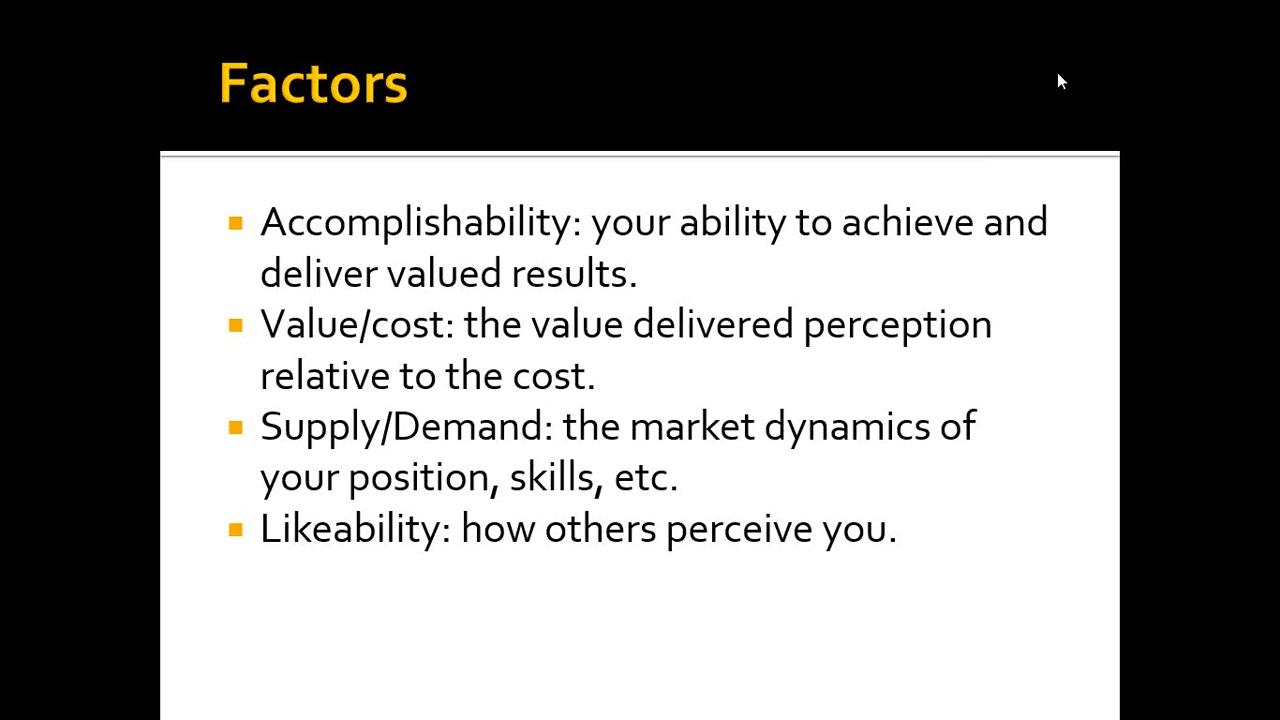 Factors
Accomplishability: your ability to achieve and
deliver valued results.
Value/cost: the value delivered perception
relative to the cost.
Supply/Demand: the market dynamics of
your position, skills, etc.
Likeability: how others perceive you.